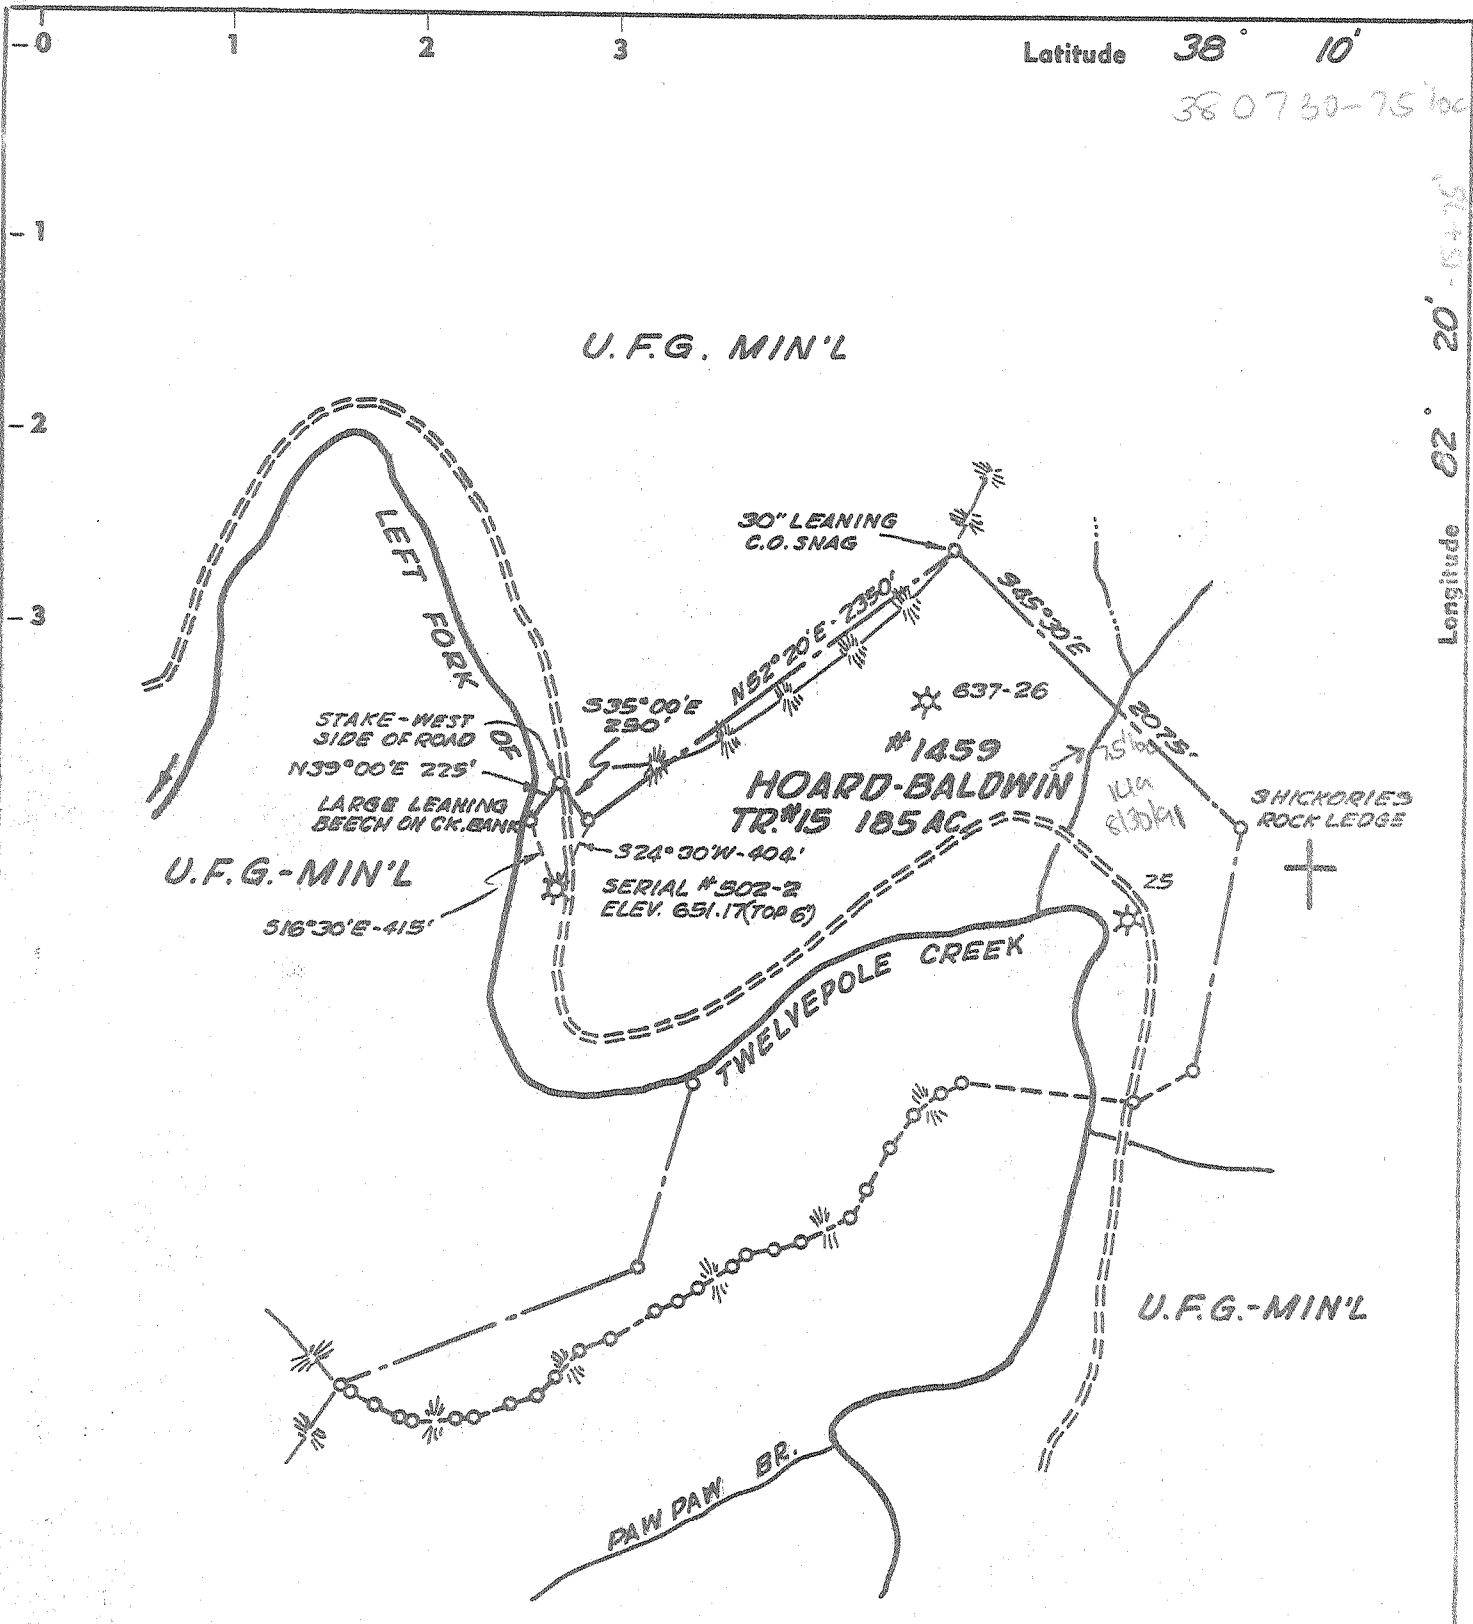 0 1 2 3 Latitude 38° 10'
380730-75'loc
-1
-2
-3
Longitude 82° 20'
U.F.G. MIN'L
30" LEANING
C.O. SNAG
LEFT FORK
OF
TWELVEPOLE CREEK
N52°20'E-2350'
S45°30'E
2075'
637-26
S35°00'E
290'
STAKE-WEST
SIDE OF ROAD
N39°00'E 225'
LARGE LEANING
BEECH ON CK. BANK
#1459
HOARD-BALDWIN
TR.#15 185 AC.
3 HICKORIES
ROCK LEDGE
S24°30'W-404'
U.F.G.-MIN'L
SERIAL #502-2
ELEV. 651.17 (TOP 6")
S16°30'E-415'
25
U.F.G.-MIN'L
PAW PAW BR.